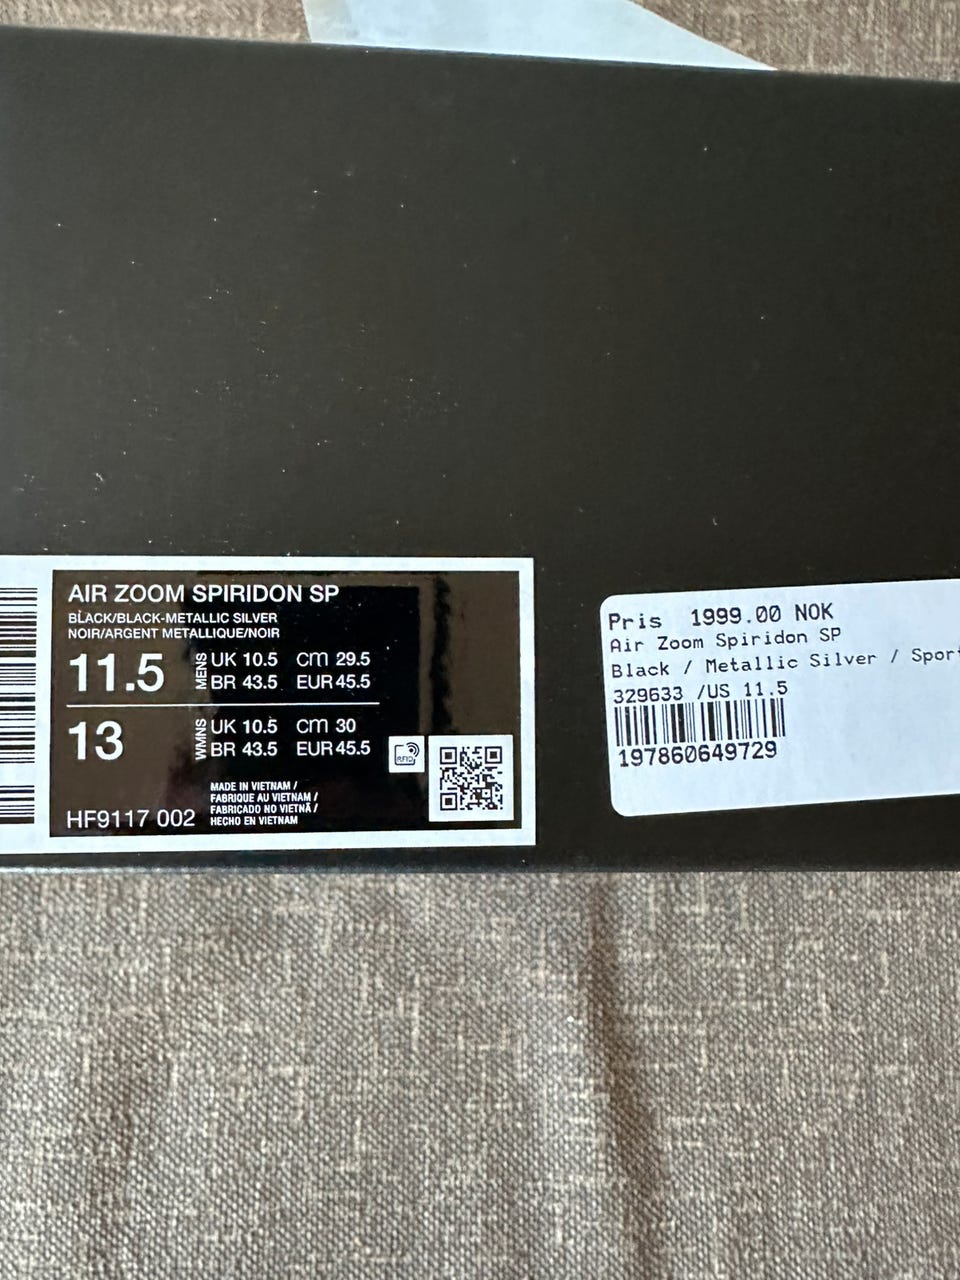 AIR ZOOM SPIRIDON SP
BLACK/BLACK-METALLIC SILVER
NOIR/ARGENT METALLIQUE/NOIR
11.5 MENS UK 10.5 cm 29.5
BR 43.5 EUR 45.5
13 WMNS UK 10.5 cm 30
BR 43.5 EUR 45.5
RFID
MADE IN VIETNAM /
FABRIQUE AU VIETNAM /
FABRICADO NO VIETNÃ /
HECHO EN VIETNAM
HF9117 002
Pris 1999.00 NOK
Air Zoom Spiridon SP
Black / Metallic Silver / Spor
329633 /US 11.5
197860649729